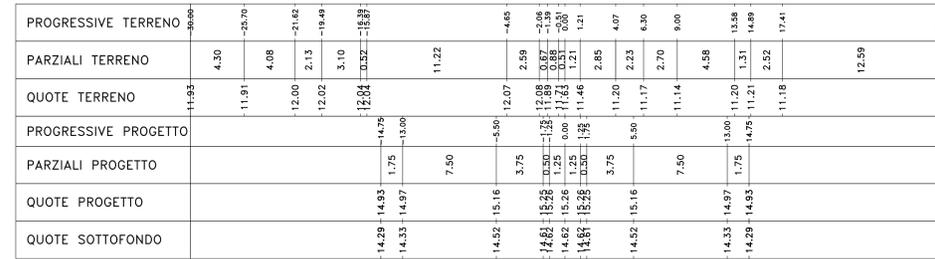 PROGRESSIVE TERRENO -30.00 -25.70 -21.62 -19.49 -16.39 -15.87 -4.65 -2.06 -1.39 -0.51 0.00 1.21 4.07 6.30 9.00 13.58 14.89 17.41
PARZIALI TERRENO 4.30 4.08 2.13 3.10 0.52 11.22 2.59 0.67 0.88 0.51 1.21 2.85 2.23 2.70 4.58 1.31 2.52 12.59
QUOTE TERRENO 11.93 11.91 12.00 12.02 12.04 12.04 12.07 12.08 11.89 11.63 11.46 11.20 11.17 11.14 11.20 11.21 11.18
PROGRESSIVE PROGETTO -14.75 -13.00 -5.50 -1.75 -1.25 0.00 1.25 1.75 5.50 13.00 14.75
PARZIALI PROGETTO 1.75 7.50 3.75 0.50 1.25 1.25 0.50 3.75 7.50 1.75
QUOTE PROGETTO 14.93 14.97 15.16 15.25 15.26 15.26 15.26 15.25 15.16 14.97 14.93
QUOTE SOTTOFONDO 14.29 14.33 14.52 14.61 14.62 14.62 14.62 14.61 14.52 14.33 14.29